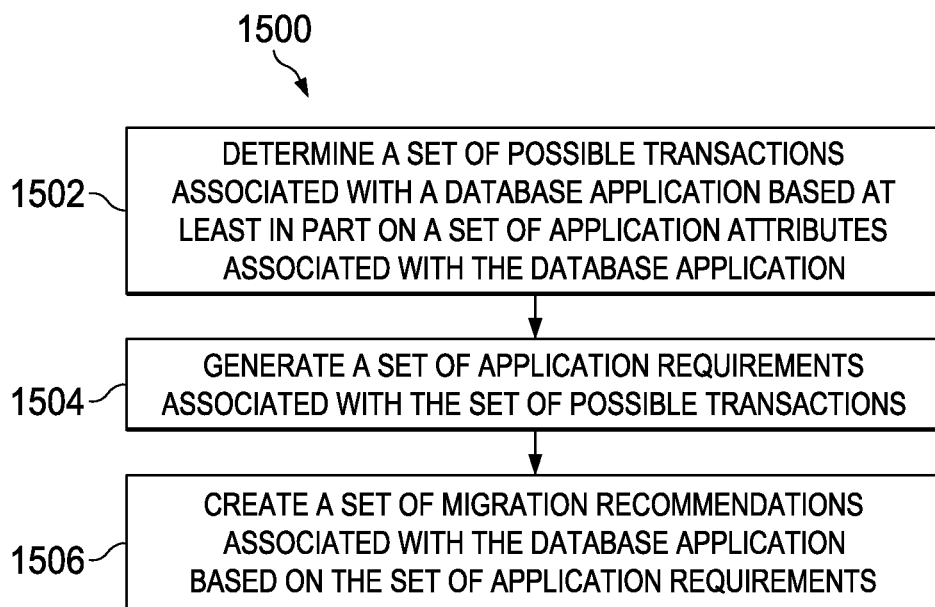 1500
1502
DETERMINE A SET OF POSSIBLE TRANSACTIONS
ASSOCIATED WITH A DATABASE APPLICATION BASED AT
LEAST IN PART ON A SET OF APPLICATION ATTRIBUTES
ASSOCIATED WITH THE DATABASE APPLICATION
1504
GENERATE A SET OF APPLICATION REQUIREMENTS
ASSOCIATED WITH THE SET OF POSSIBLE TRANSACTIONS
1506
CREATE A SET OF MIGRATION RECOMMENDATIONS
ASSOCIATED WITH THE DATABASE APPLICATION
BASED ON THE SET OF APPLICATION REQUIREMENTS